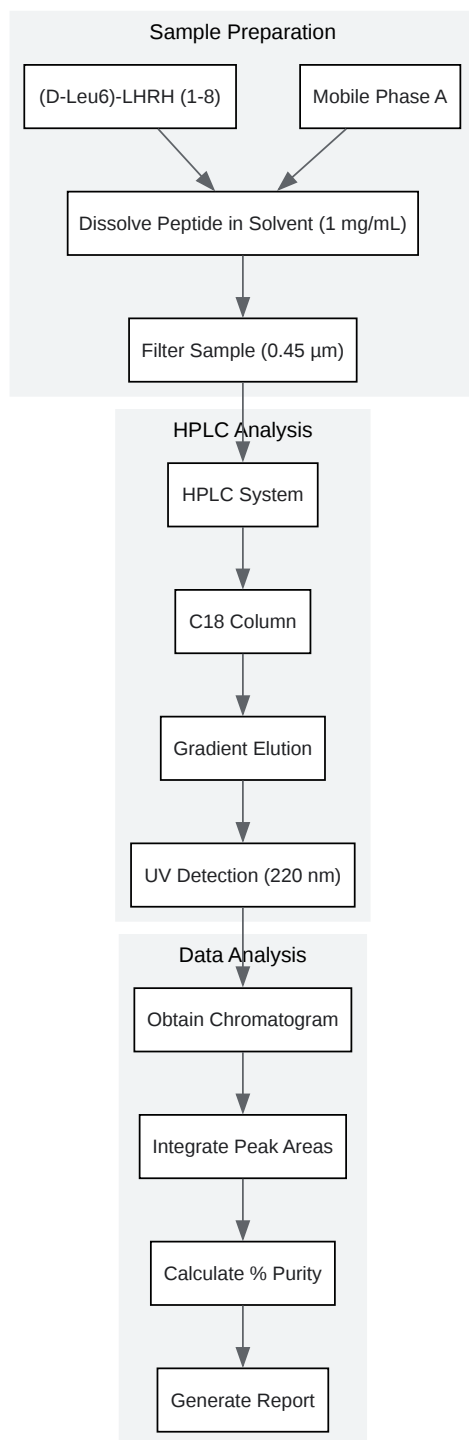 Sample Preparation
(D-Leu6)-LHRH (1-8)
Mobile Phase A
Dissolve Peptide in Solvent (1 mg/mL)
Filter Sample (0.45 µm)
HPLC Analysis
HPLC System
C18 Column
Gradient Elution
UV Detection (220 nm)
Data Analysis
Obtain Chromatogram
Integrate Peak Areas
Calculate % Purity
Generate Report